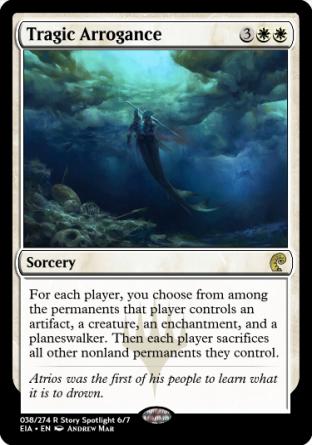 Tragic Arrogance 3
Sorcery
For each player, you choose from among
the permanents that player controls an
artifact, a creature, an enchantment, and a
planeswalker. Then each player sacrifices
all other nonland permanents they control.
Atrios was the first of his people to learn what
it is to drown.
038/274 R Story Spotlight 6/7
EIA • EN Andrew Mar